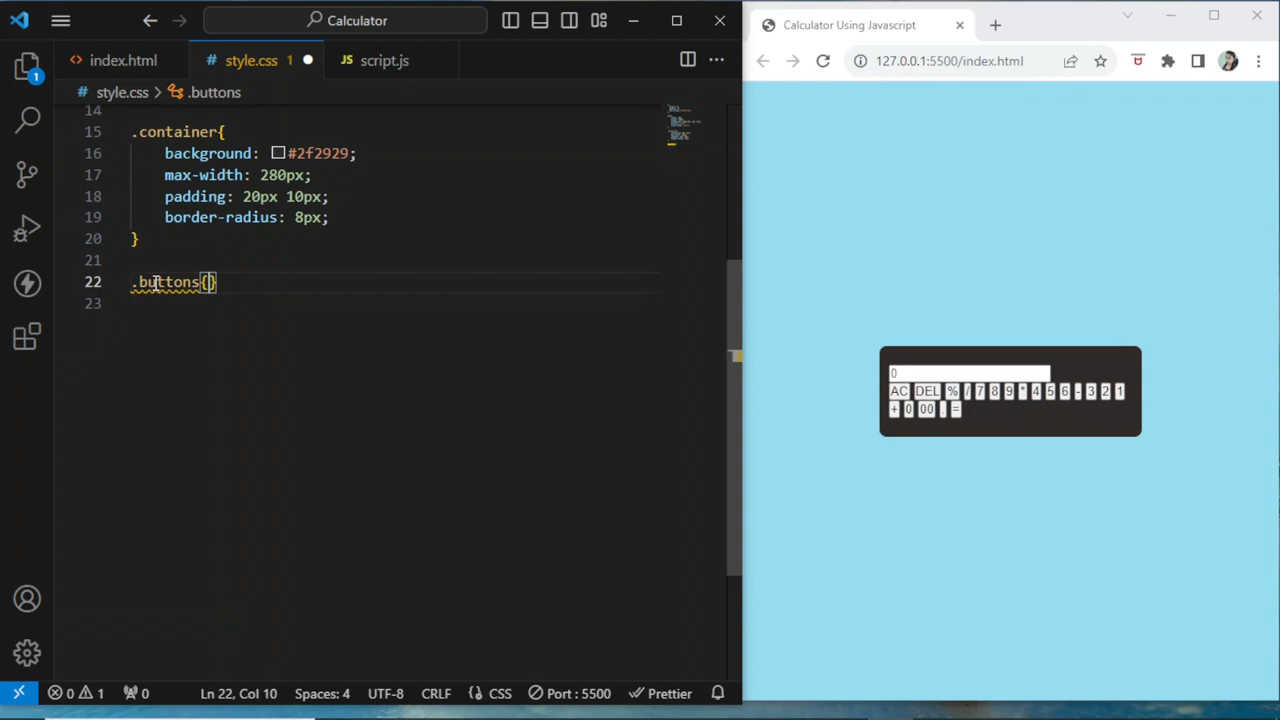 Calculator
index.html
style.css 1
script.js
style.css > .buttons
14
15 .container{
16 background: #2f2929;
17 max-width: 280px;
18 padding: 20px 10px;
19 border-radius: 8px;
20 }
21
22 .buttons{}
23
1
0 1 0 Ln 22, Col 10 Spaces: 4 UTF-8 CRLF CSS Port : 5500 Prettier
Calculator Using Javascript
127.0.0.1:5500/index.html
0
AC DEL % / 7 8 9 * 4 5 6 - 3 2 1
+ 0 00 . =